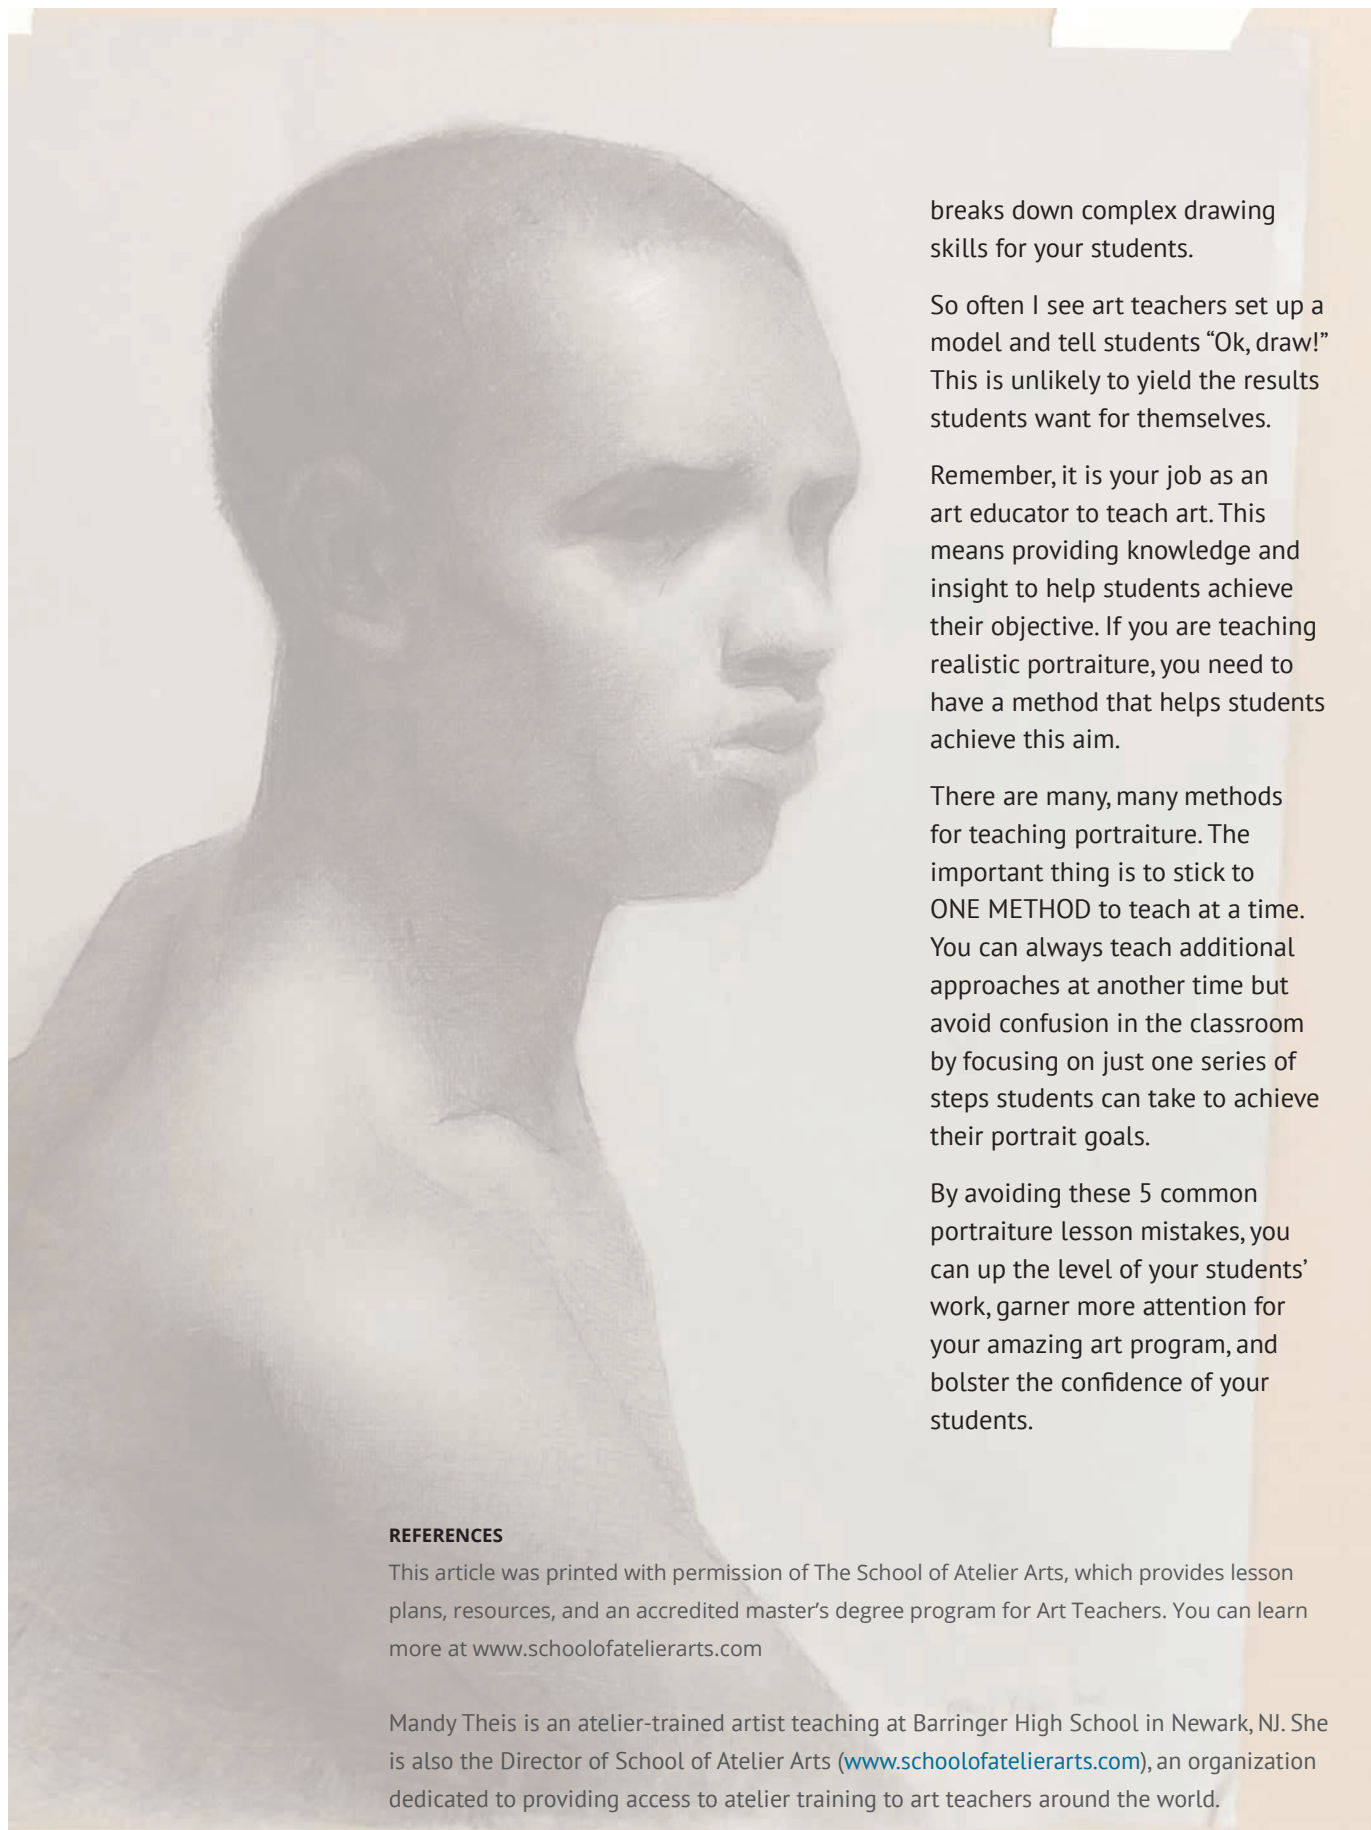 breaks down complex drawing
skills for your students.
So often I see art teachers set up a
model and tell students “Ok, draw!”
This is unlikely to yield the results
students want for themselves.
Remember, it is your job as an
art educator to teach art. This
means providing knowledge and
insight to help students achieve
their objective. If you are teaching
realistic portraiture, you need to
have a method that helps students
achieve this aim.
There are many, many methods
for teaching portraiture. The
important thing is to stick to
ONE METHOD to teach at a time.
You can always teach additional
approaches at another time but
avoid confusion in the classroom
by focusing on just one series of
steps students can take to achieve
their portrait goals.
By avoiding these 5 common
portraiture lesson mistakes, you
can up the level of your students’
work, garner more attention for
your amazing art program, and
bolster the confidence of your
students.
REFERENCES
This article was printed with permission of The School of Atelier Arts, which provides lesson
plans, resources, and an accredited master’s degree program for Art Teachers. You can learn
more at www.schoolofatelierarts.com
Mandy Theis is an atelier-trained artist teaching at Barringer High School in Newark, NJ. She
is also the Director of School of Atelier Arts (www.schoolofatelierarts.com), an organization
dedicated to providing access to atelier training to art teachers around the world.